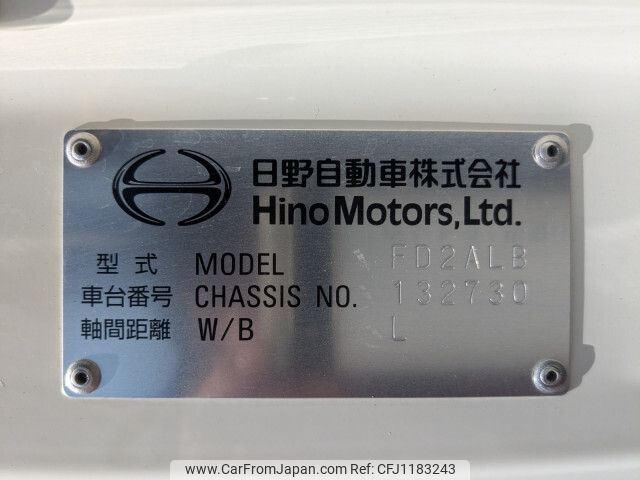 日野自動車株式会社
Hino Motors, Ltd.
型式 MODEL FD2ALB
車台番号 CHASSIS NO. 132730
軸間距離 W/B L
www.CarFromJapan.com | CFJ1183243